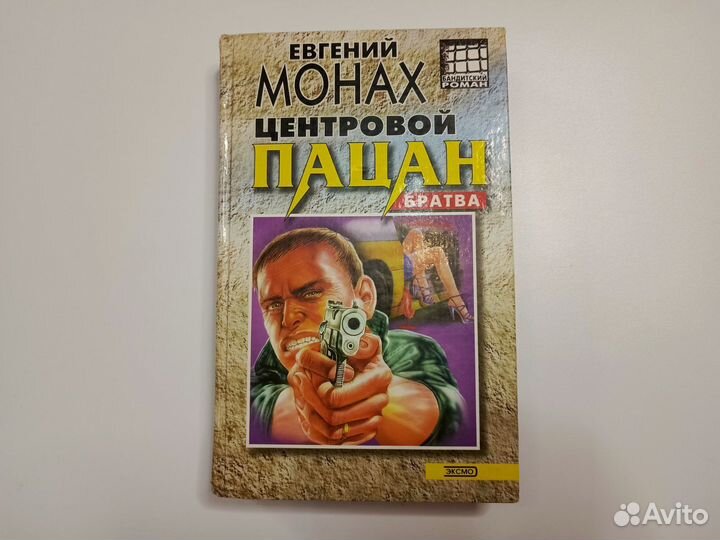 ЕВГЕНИЙ
МОНАХ
БАНДИТСКИЙ
РОМАН
ЦЕНТРОВОЙ
ПАЦАН
БРАТВА
ЭКСМО
Avito